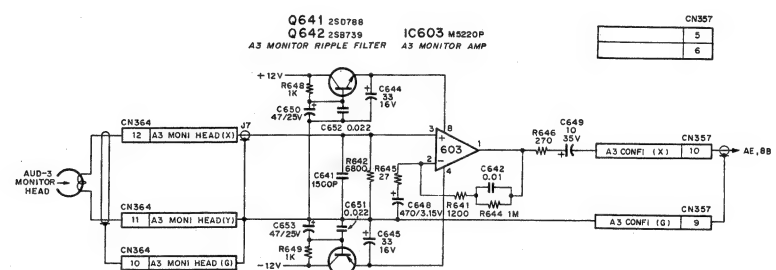 Q641 2SD788
Q642 2SB739
A3 MONITOR RIPPLE FILTER
IC603 M5220P
A3 MONITOR AMP
CN357
5
6
+12V
R648
1K
C644
33
16V
C650
47/25V
C652 0.022
CN364
12 A3 MONI HEAD(X)
J7
3
8
+
603
1
2
-
4
R646
270
C649
10
35V
CN357
A3 CONFI (X) 10
AE,8B
AUD-3
MONITOR
HEAD
C641
1500P
R642
6800
R645
27
C642
0.01
C648
470/3.15V
R641
1200
R644 1M
CN364
11 A3 MONI HEAD(Y)
C653
47/25V
C651
0.022
CN357
A3 CONFI (G) 9
CN364
10 A3 MONI HEAD (G)
R649
1K
C645
33
16V
-12V